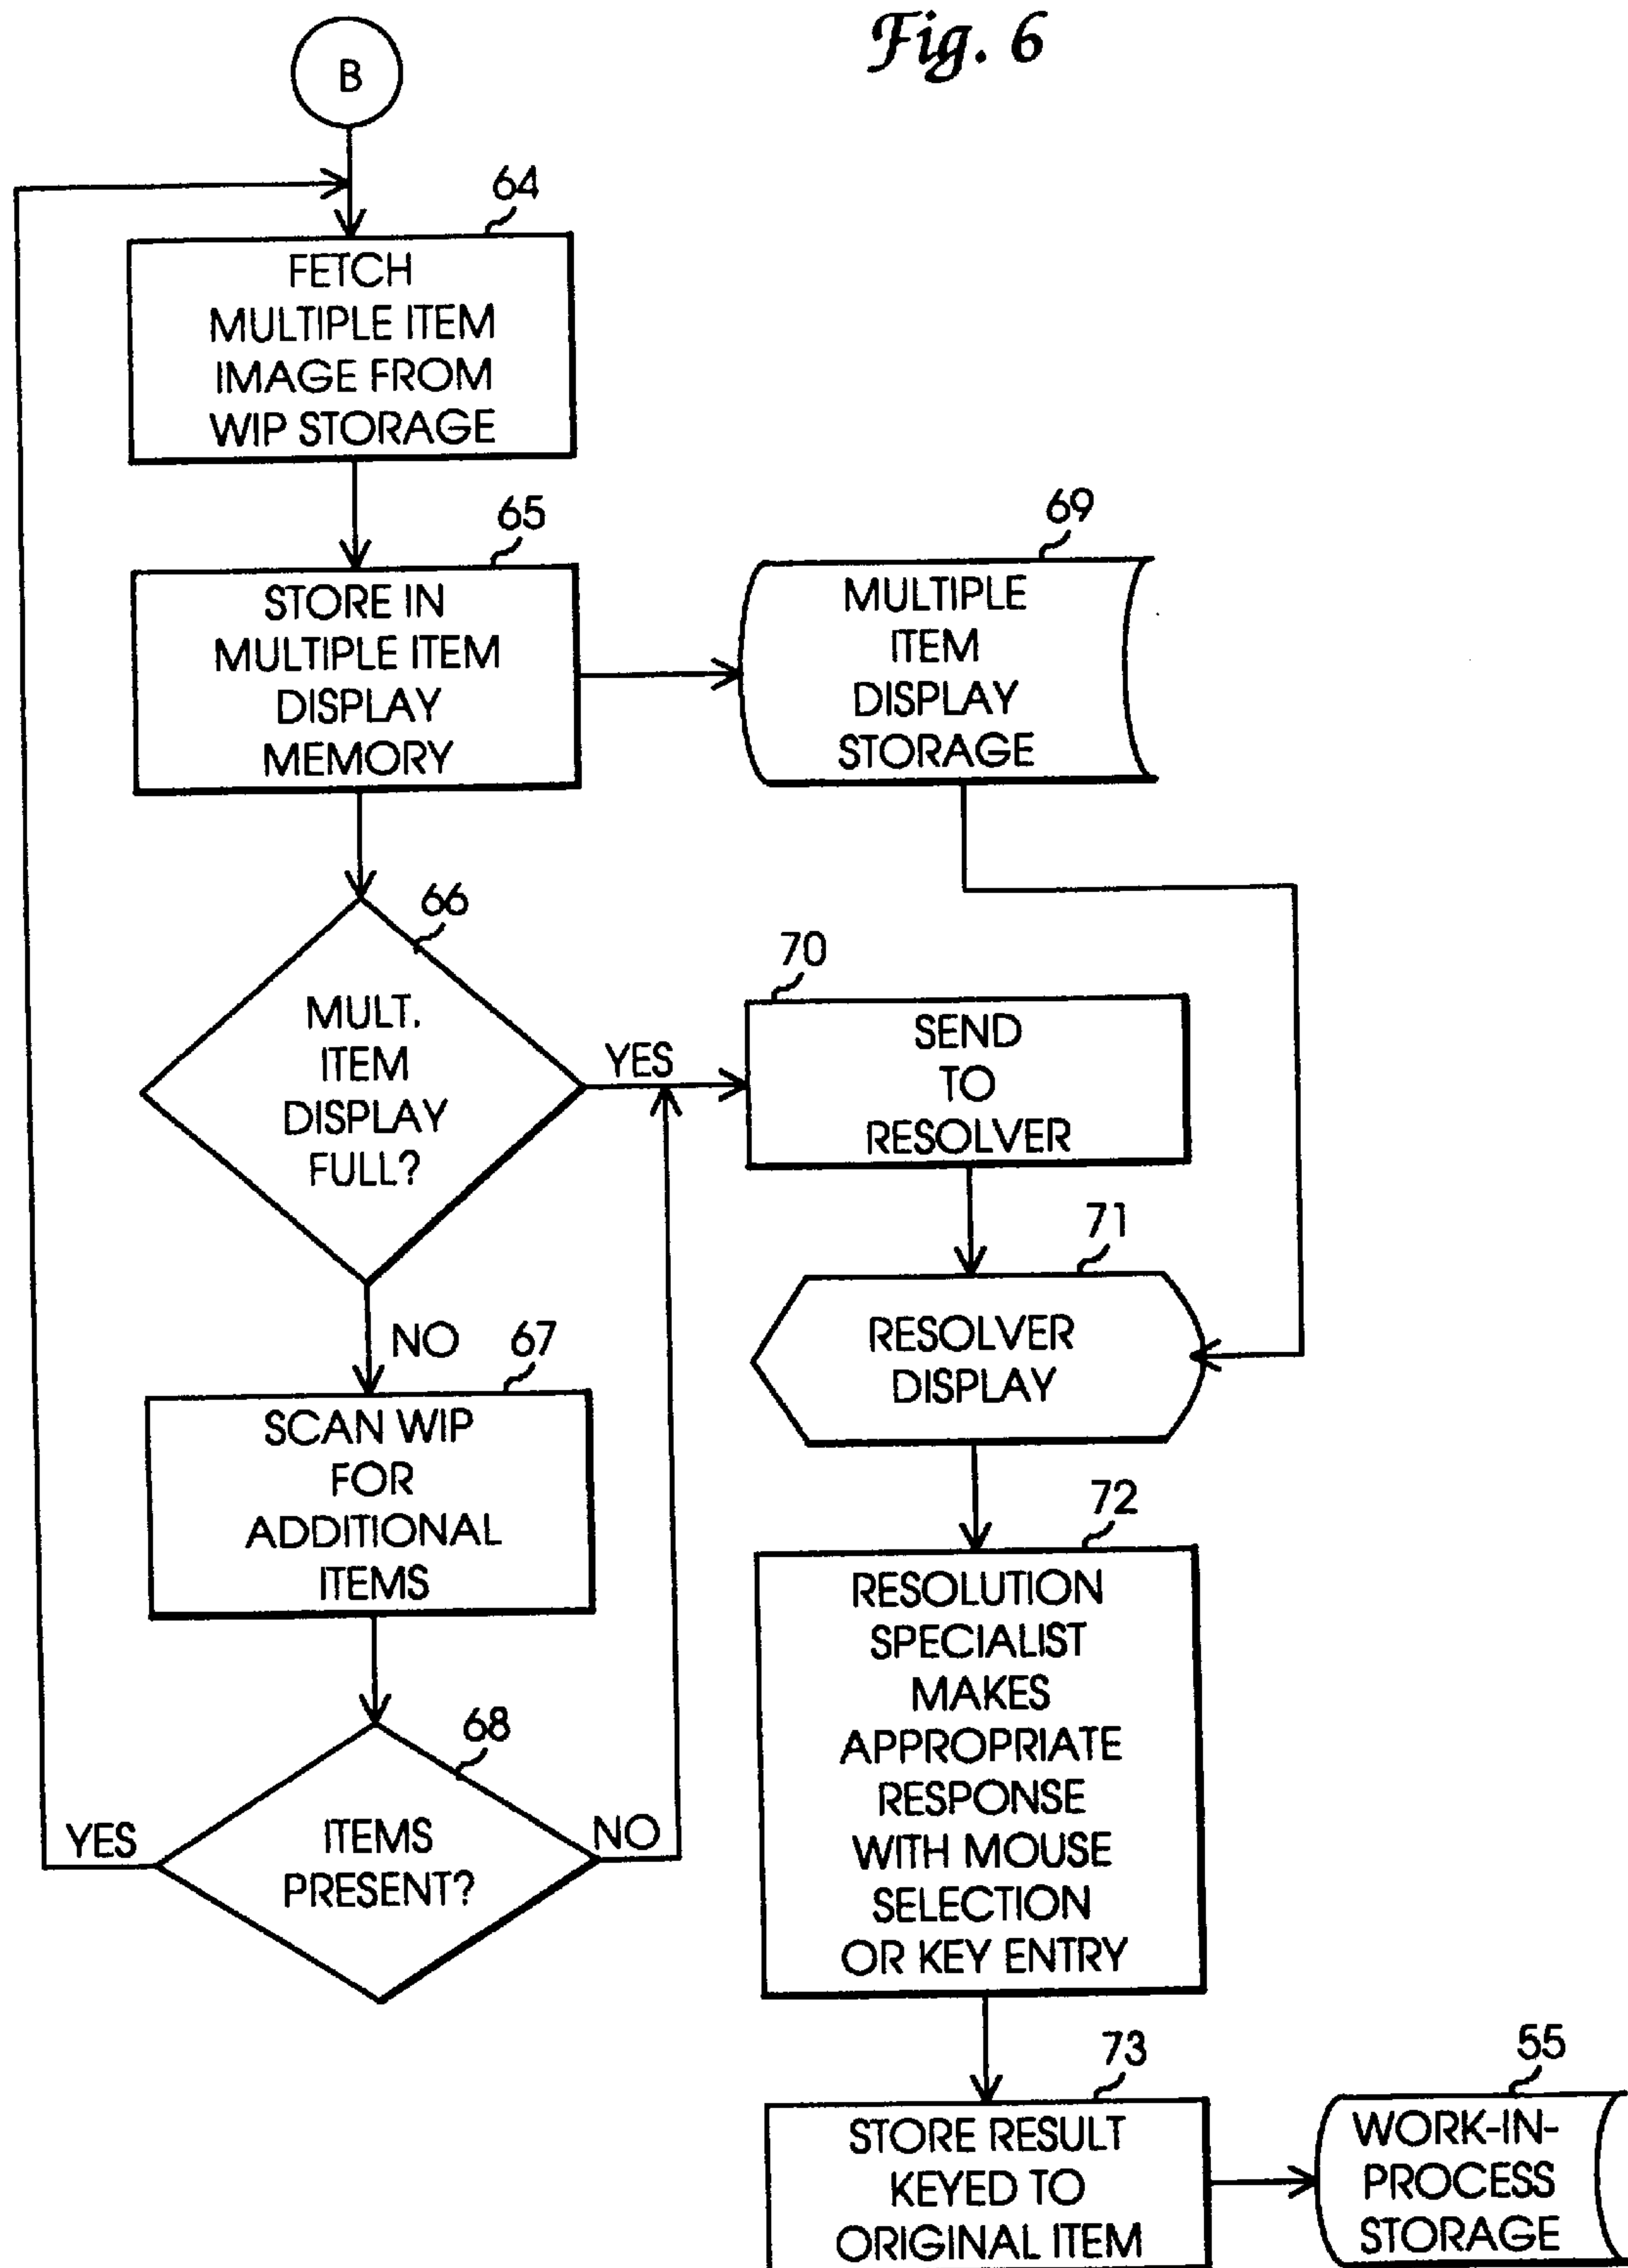 Fig. 6
B
64
FETCH
MULTIPLE ITEM
IMAGE FROM
WIP STORAGE
65
STORE IN
MULTIPLE ITEM
DISPLAY
MEMORY
69
MULTIPLE
ITEM
DISPLAY
STORAGE
66
MULT.
ITEM
DISPLAY
FULL?
YES
NO
70
SEND
TO
RESOLVER
71
RESOLVER
DISPLAY
67
SCAN WIP
FOR
ADDITIONAL
ITEMS
68
ITEMS
PRESENT?
YES
NO
72
RESOLUTION
SPECIALIST
MAKES
APPROPRIATE
RESPONSE
WITH MOUSE
SELECTION
OR KEY ENTRY
73
STORE RESULT
KEYED TO
ORIGINAL ITEM
55
WORK-IN-
PROCESS
STORAGE